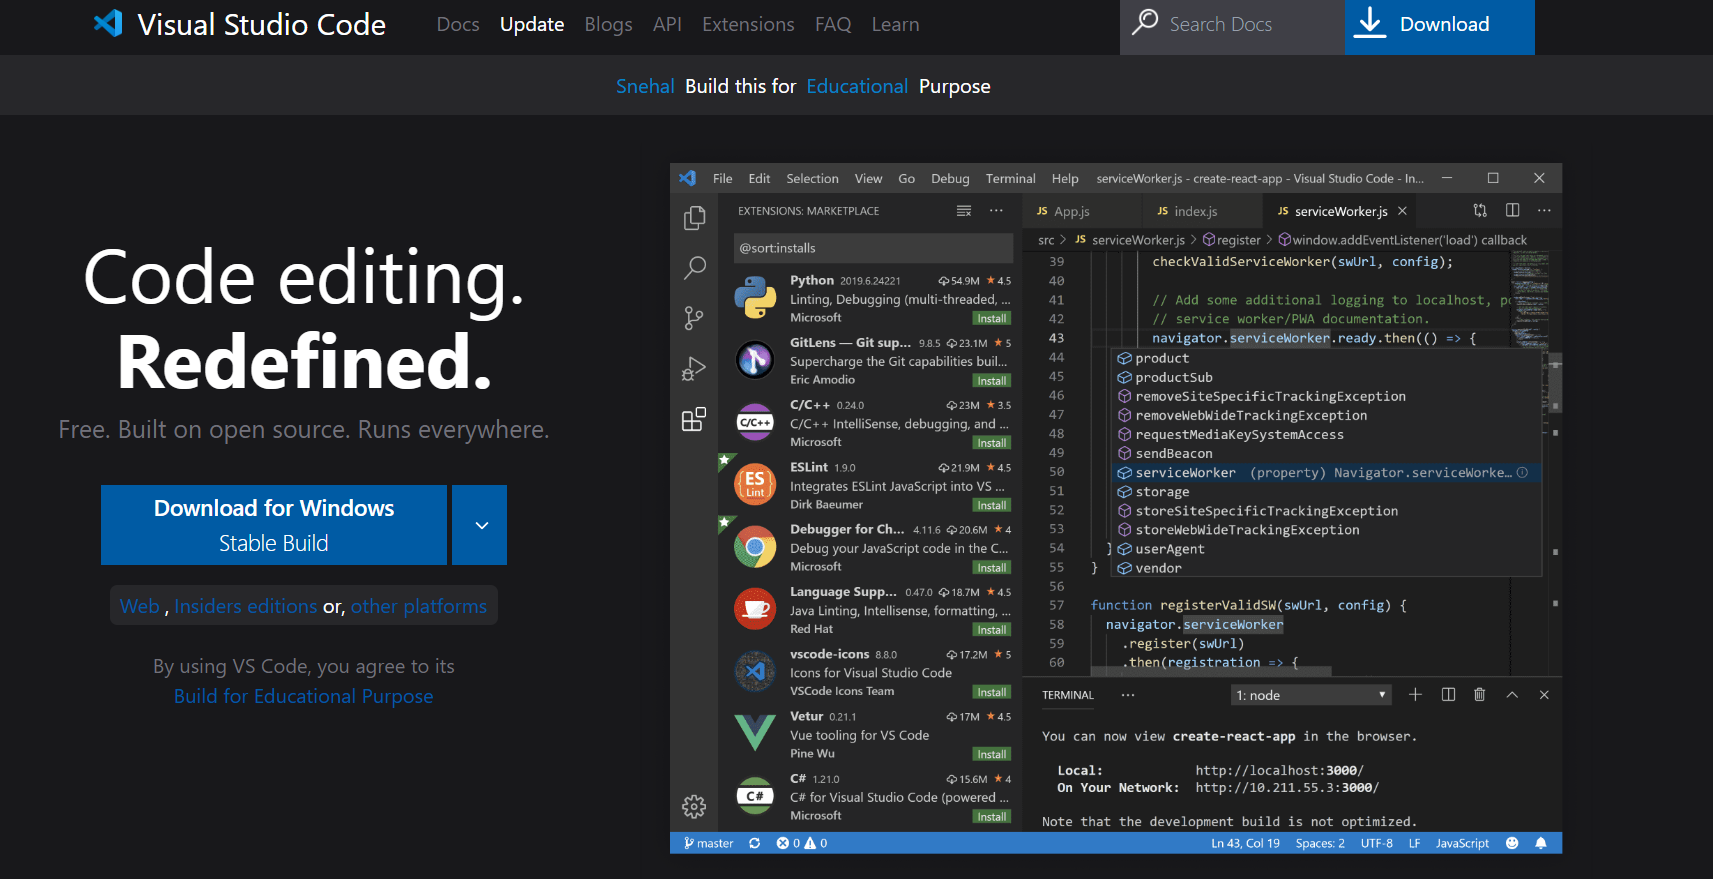 Visual Studio Code Docs Update Blogs API Extensions FAQ Learn Search Docs Download
Snehal Build this for Educational Purpose
Code editing.
Redefined.
Free. Built on open source. Runs everywhere.
Download for Windows
Stable Build
Web , Insiders editions or, other platforms
By using VS Code, you agree to its
Build for Educational Purpose
File Edit Selection View Go Debug Terminal Help serviceWorker.js - create-react-app - Visual Studio Code - In...
EXTENSIONS: MARKETPLACE
@sort:installs
Python 2019.6.24221 54.9M ★ 4.5
Linting, Debugging (multi-threaded, ...
Microsoft Install
GitLens — Git sup... 9.8.5 23.1M ★ 5
Supercharge the Git capabilities buil...
Eric Amodio Install
C/C++ 0.24.0 23M ★ 3.5
C/C++ C/C++ IntelliSense, debugging, and ...
Microsoft Install
ESLint 1.9.0 21.9M ★ 4.5
ES Lint Integrates ESLint JavaScript into VS ...
Dirk Baeumer Install
Debugger for Ch... 4.11.6 20.6M ★ 4
Debug your JavaScript code in the C...
Microsoft Install
Language Supp... 0.47.0 18.7M ★ 4.5
Java Linting, Intellisense, formatting, ...
Red Hat Install
vscode-icons 8.8.0 17.2M ★ 5
Icons for Visual Studio Code
VSCode Icons Team Install
Vetur 0.21.1 17M ★ 4.5
Vue tooling for VS Code
Pine Wu Install
C# 1.21.0 15.6M ★ 4
C# C# for Visual Studio Code (powered ...
Microsoft Install
JS App.js JS index.js JS serviceWorker.js
src > JS serviceWorker.js > register > window.addEventListener('load') callback
39 checkValidServiceWorker(swUrl, config);
40
41 // Add some additional logging to localhost, po
42 // service worker/PWA documentation.
43 navigator.serviceWorker.ready.then(() => {
44 product
45 productSub
46 removeSiteSpecificTrackingException
47 removeWebWideTrackingException
48 requestMediaKeySystemAccess
49 sendBeacon
50 serviceWorker (property) Navigator.serviceWorke...
51 storage
52 storeSiteSpecificTrackingException
53 storeWebWideTrackingException
54 } userAgent
55 } vendor
56
57 function registerValidSW(swUrl, config) {
58 navigator.serviceWorker
59 .register(swUrl)
60 .then(registration => {
TERMINAL ... 1: node
You can now view create-react-app in the browser.
Local: http://localhost:3000/
On Your Network: http://10.211.55.3:3000/
Note that the development build is not optimized.
master 0 0 Ln 43, Col 19 Spaces: 2 UTF-8 LF JavaScript